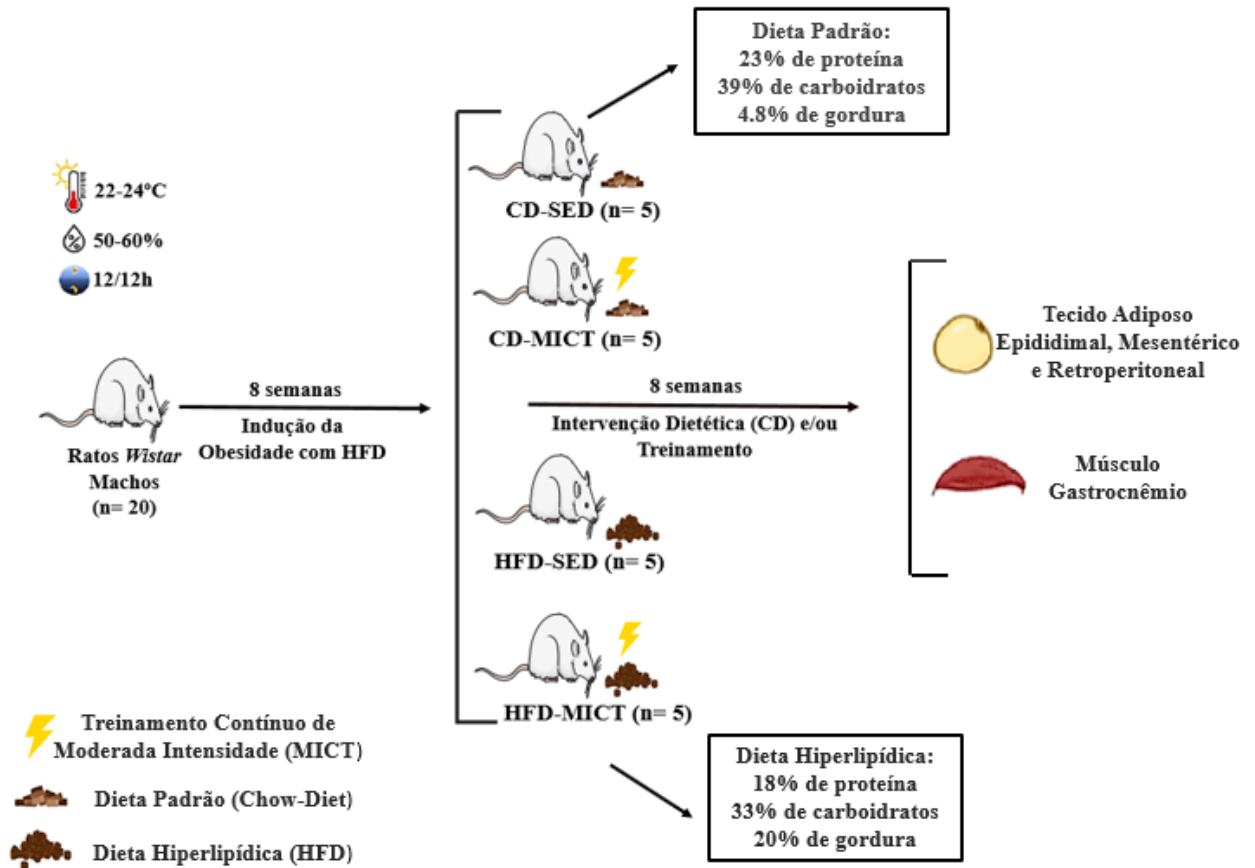 Dieta Padrão:
23% de proteína
39% de carboidratos
4.8% de gordura
22-24ºC
50-60%
12/12h
Ratos Wistar
Machos
(n= 20)
8 semanas
Indução da
Obesidade com HFD
CD-SED (n= 5)
CD-MICT (n= 5)
8 semanas
Intervenção Dietética (CD) e/ou
Treinamento
HFD-SED (n= 5)
HFD-MICT (n= 5)
Tecido Adiposo
Epididimal, Mesentérico
e Retroperitoneal
Músculo
Gastrocnêmio
Treinamento Contínuo de
Moderada Intensidade (MICT)
Dieta Padrão (Chow-Diet)
Dieta Hiperlipídica (HFD)
Dieta Hiperlipídica:
18% de proteína
33% de carboidratos
20% de gordura